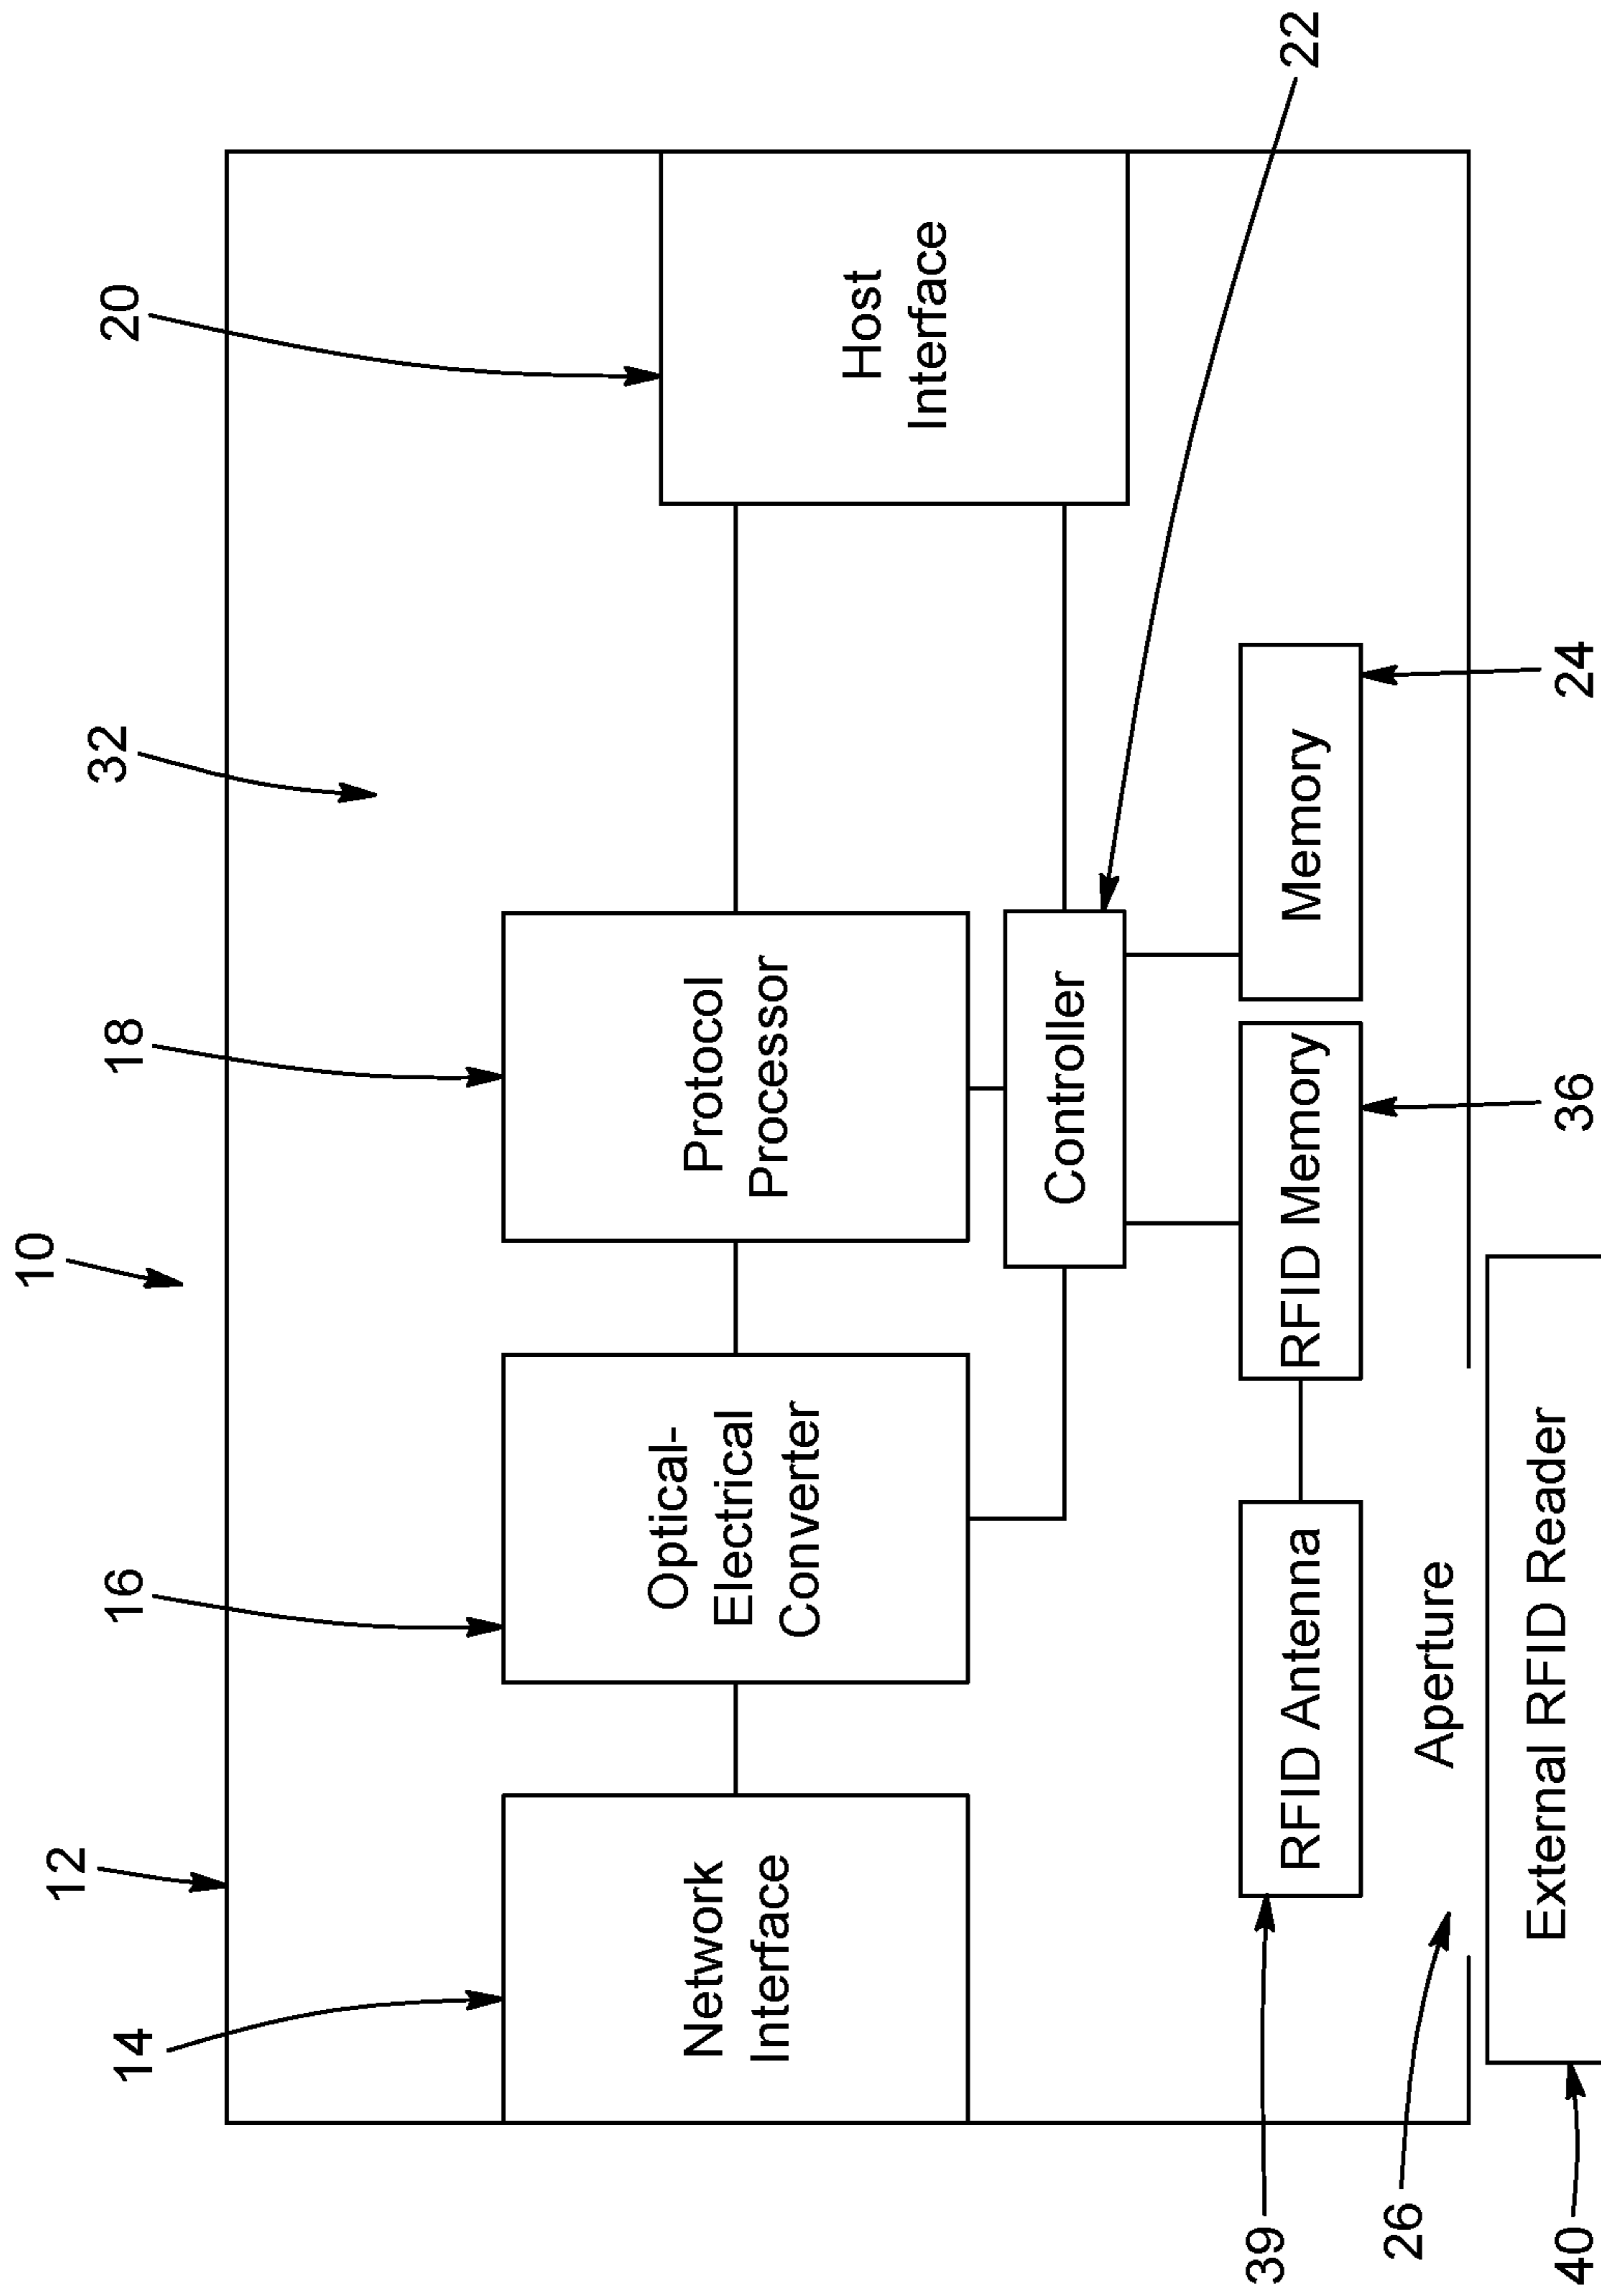 10
12
14
16
18
32
20
22
Network
Interface
Optical-
Electrical
Converter
Protocol
Processor
Host
Interface
Controller
RFID Antenna
RFID Memory
Memory
39
26
Aperture
40
External RFID Reader
36
24